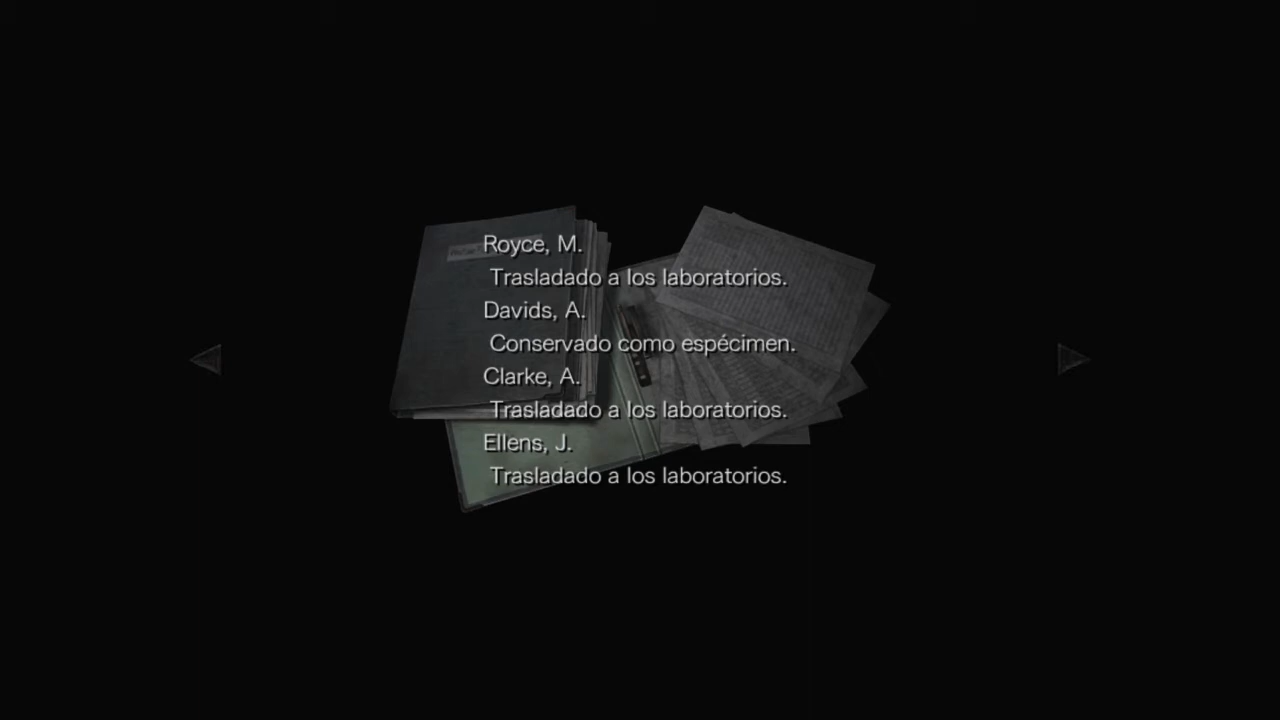 Royce, M.
Trasladado a los laboratorios.
Davids, A.
Conservado como espécimen.
Clarke, A.
Trasladado a los laboratorios.
Ellens, J.
Trasladado a los laboratorios.